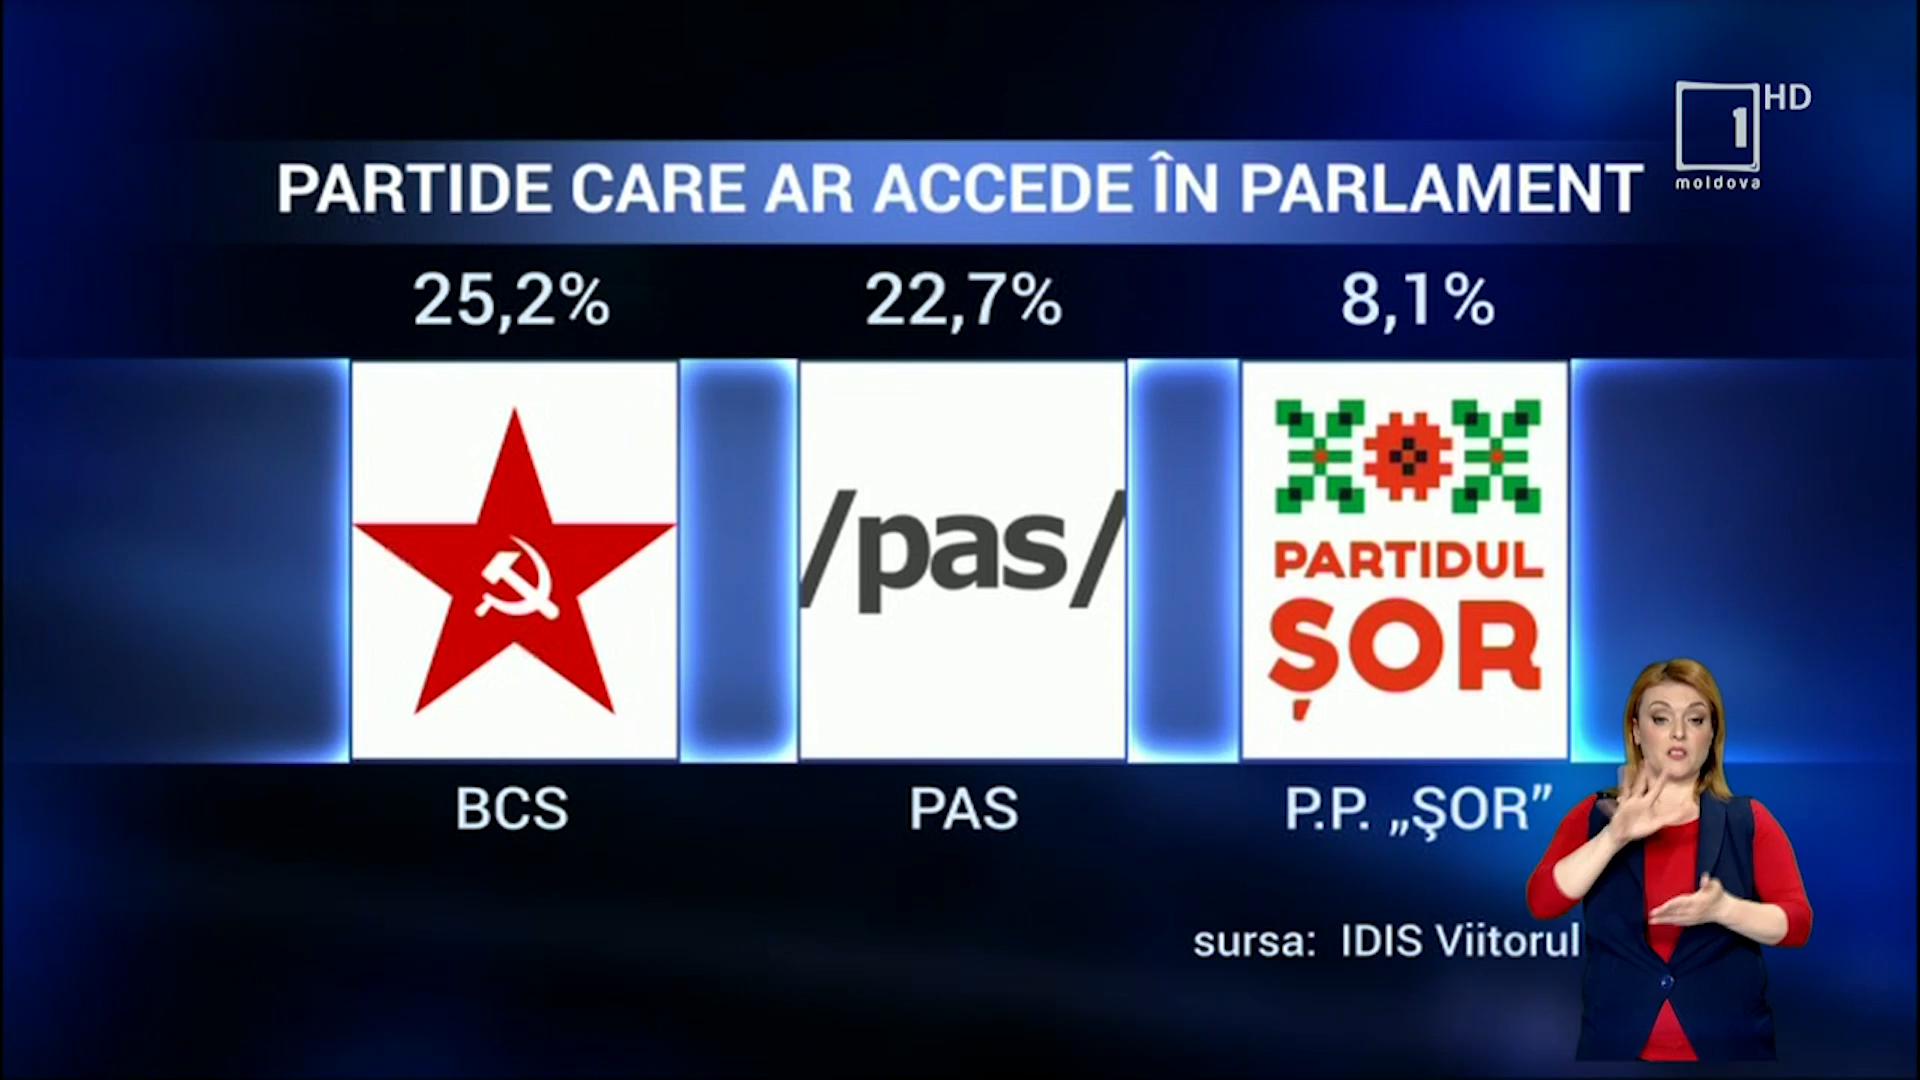 HD
1
moldova
PARTIDE CARE AR ACCEDE ÎN PARLAMENT
25,2% 22,7% 8,1%
/pas/
PARTIDUL
ȘOR
BCS PAS P.P. „ŞOR”
sursa: IDIS Viitorul